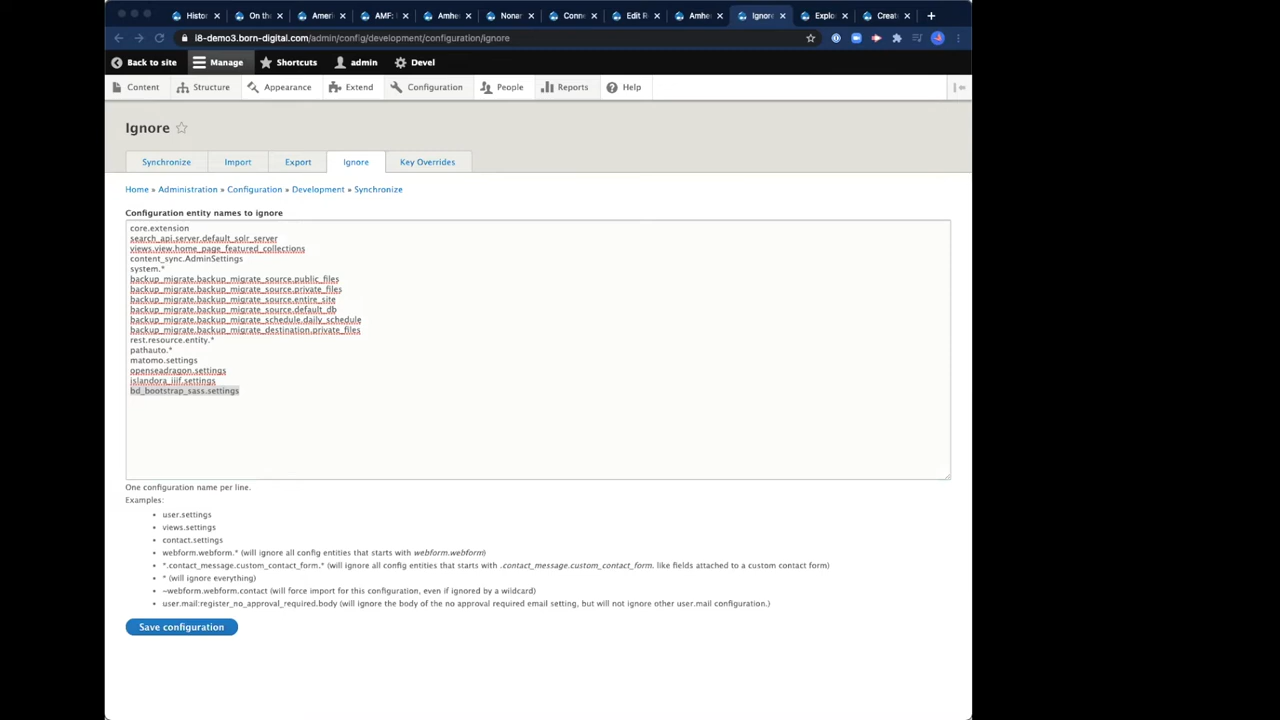 Histor
On the
Ameri
AMF:
Amhe
Nonar
Conne
Edit R
Amhe
Ignore
Explo
Creat
i8-demo3.born-digital.com/admin/config/development/configuration/ignore
Back to site Manage Shortcuts admin Devel
Content Structure Appearance Extend Configuration People Reports Help
Ignore
Synchronize Import Export Ignore Key Overrides
Home » Administration » Configuration » Development » Synchronize
Configuration entity names to ignore
core.extension
search_api.server.default_solr_server
views.view.home_page_featured_collections
content_sync.AdminSettings
system.*
backup_migrate.backup_migrate_source.public_files
backup_migrate.backup_migrate_source.private_files
backup_migrate.backup_migrate_source.entire_site
backup_migrate.backup_migrate_source.default_db
backup_migrate.backup_migrate_schedule.daily_schedule
backup_migrate.backup_migrate_destination.private_files
rest.resource.entity.*
pathauto.*
matomo.settings
openseadragon.settings
islandora_iiif.settings
bd_bootstrap_sass.settings
One configuration name per line.
Examples:
user.settings
views.settings
contact.settings
webform.webform.* (will ignore all config entities that starts with webform.webform)
*.contact_message.custom_contact_form.* (will ignore all config entities that starts with .contact_message.custom_contact_form. like fields attached to a custom contact form)
* (will ignore everything)
~webform.webform.contact (will force import for this configuration, even if ignored by a wildcard)
user.mail:register_no_approval_required.body (will ignore the body of the no approval required email setting, but will not ignore other user.mail configuration.)
Save configuration